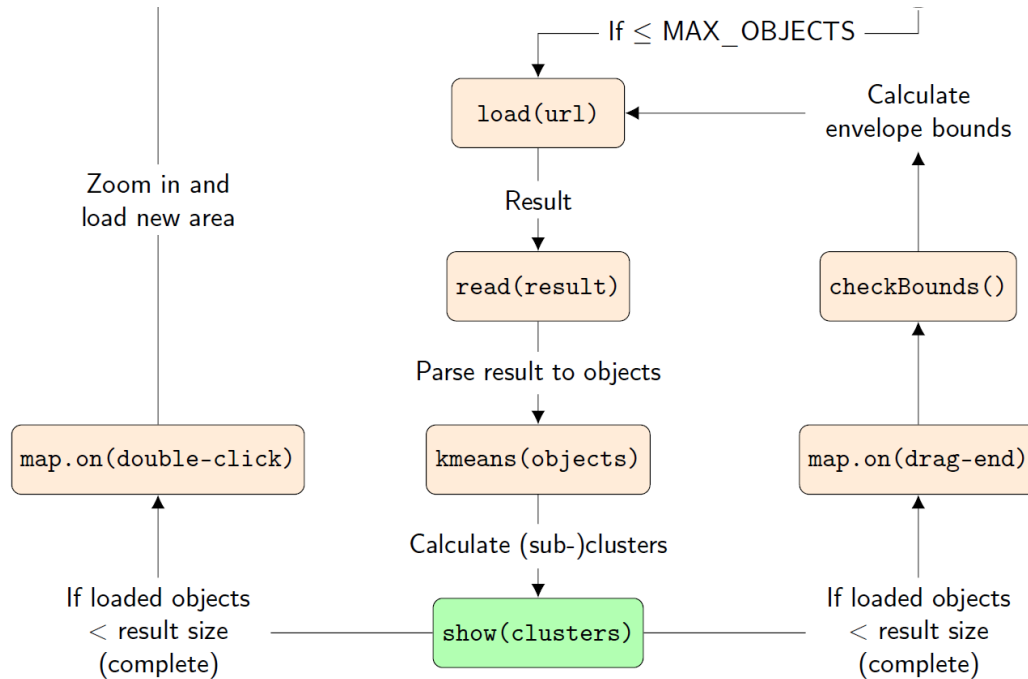 If ≤ MAX_OBJECTS
load(url)
Calculate
envelope bounds
Zoom in and
load new area
Result
read(result)
checkBounds()
Parse result to objects
map.on(double-click)
kmeans(objects)
map.on(drag-end)
Calculate (sub-)clusters
If loaded objects
< result size
(complete)
show(clusters)
If loaded objects
< result size
(complete)